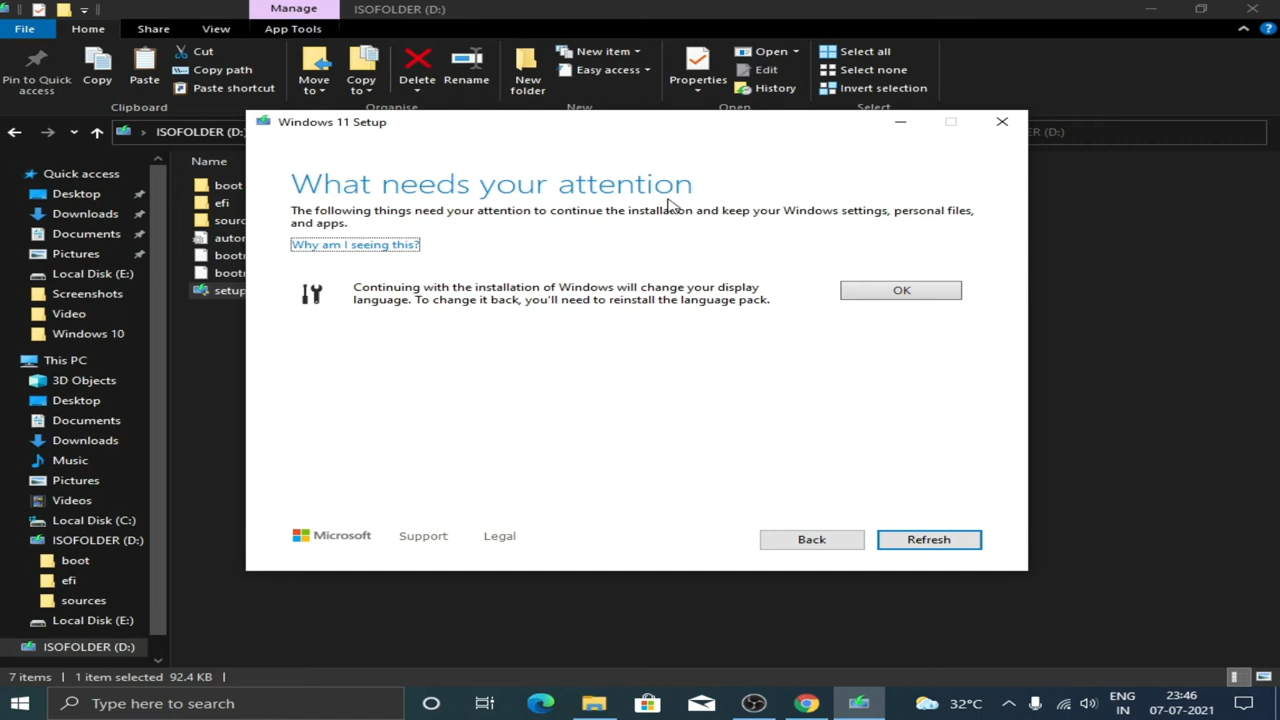 Manage
ISOFOLDER (D:)
File
Home
Share
View
App Tools
Pin to Quick
access
Copy
Paste
Cut
Copy path
Paste shortcut
Move
to
Copy
to
Delete
Rename
New
folder
New item
Easy access
Properties
Open
Edit
History
Select all
Select none
Invert selection
Clipboard
Organise
New
Open
Select
ISOFOLDER (D:)
(D:)
Name
boot
efi
sourc
autor
boot
setup
Quick access
Desktop
Downloads
Documents
Pictures
Local Disk (E:)
Screenshots
Video
Windows 10
This PC
3D Objects
Desktop
Documents
Downloads
Music
Pictures
Videos
Local Disk (C:)
ISOFOLDER (D:)
boot
efi
sources
Local Disk (E:)
ISOFOLDER (D:)
Windows 11 Setup
What needs your attention
The following things need your attention to continue the installation and keep your Windows settings, personal files,
and apps.
Why am I seeing this?
Continuing with the installation of Windows will change your display
language. To change it back, you'll need to reinstall the language pack.
OK
Microsoft
Support
Legal
Back
Refresh
7 items
1 item selected 92.4 KB
Type here to search
32°C
ENG
IN
23:46
07-07-2021